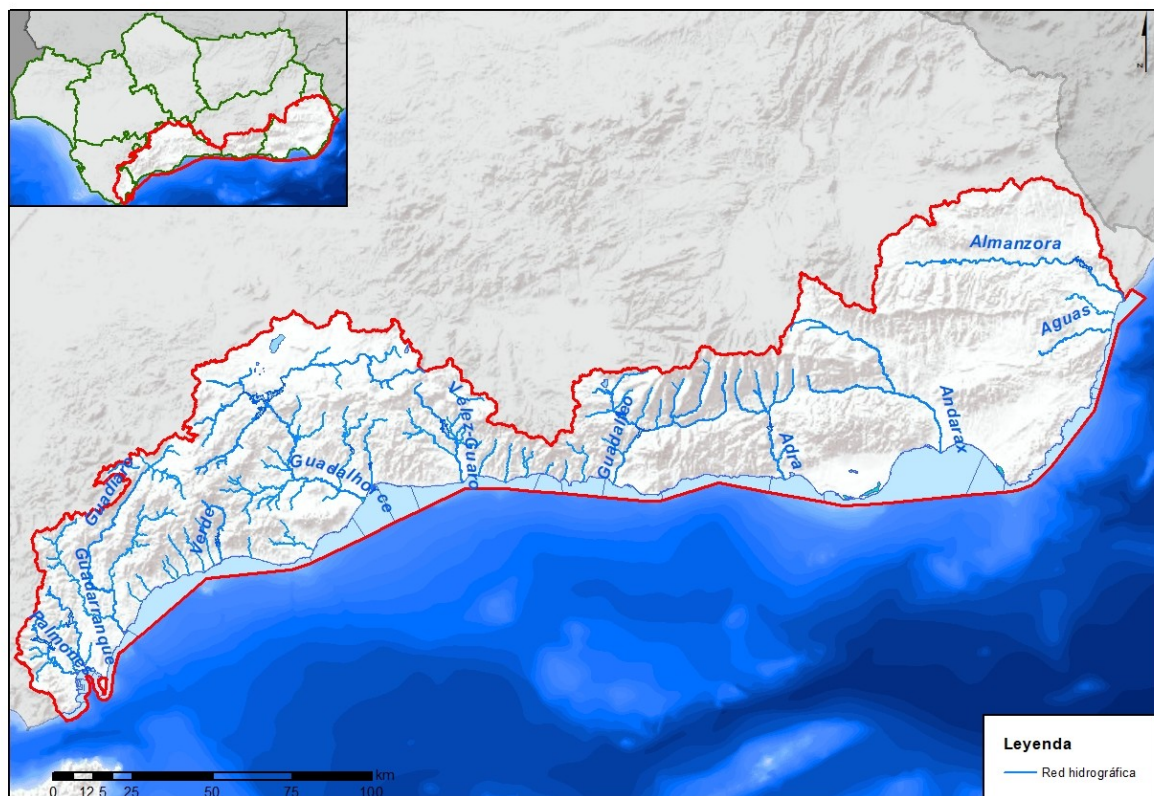 N
Almanzora
Aguas
Velez-Guaro
Guadalfeo
Andarax
Adra
Guadiaro
Guadalhorce
Verde
Guadarranque
Palmones
km
0 12,5 25 50 75 100
Leyenda
Red hidrográfica